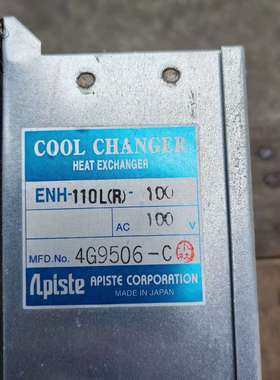 COOL CHANGER
HEAT EXCHANGER
ENH-110L(R)- 100
AC 100 V
MFD.No. 4G9506-C
Apiste APISTE CORPORATION
MADE IN JAPAN